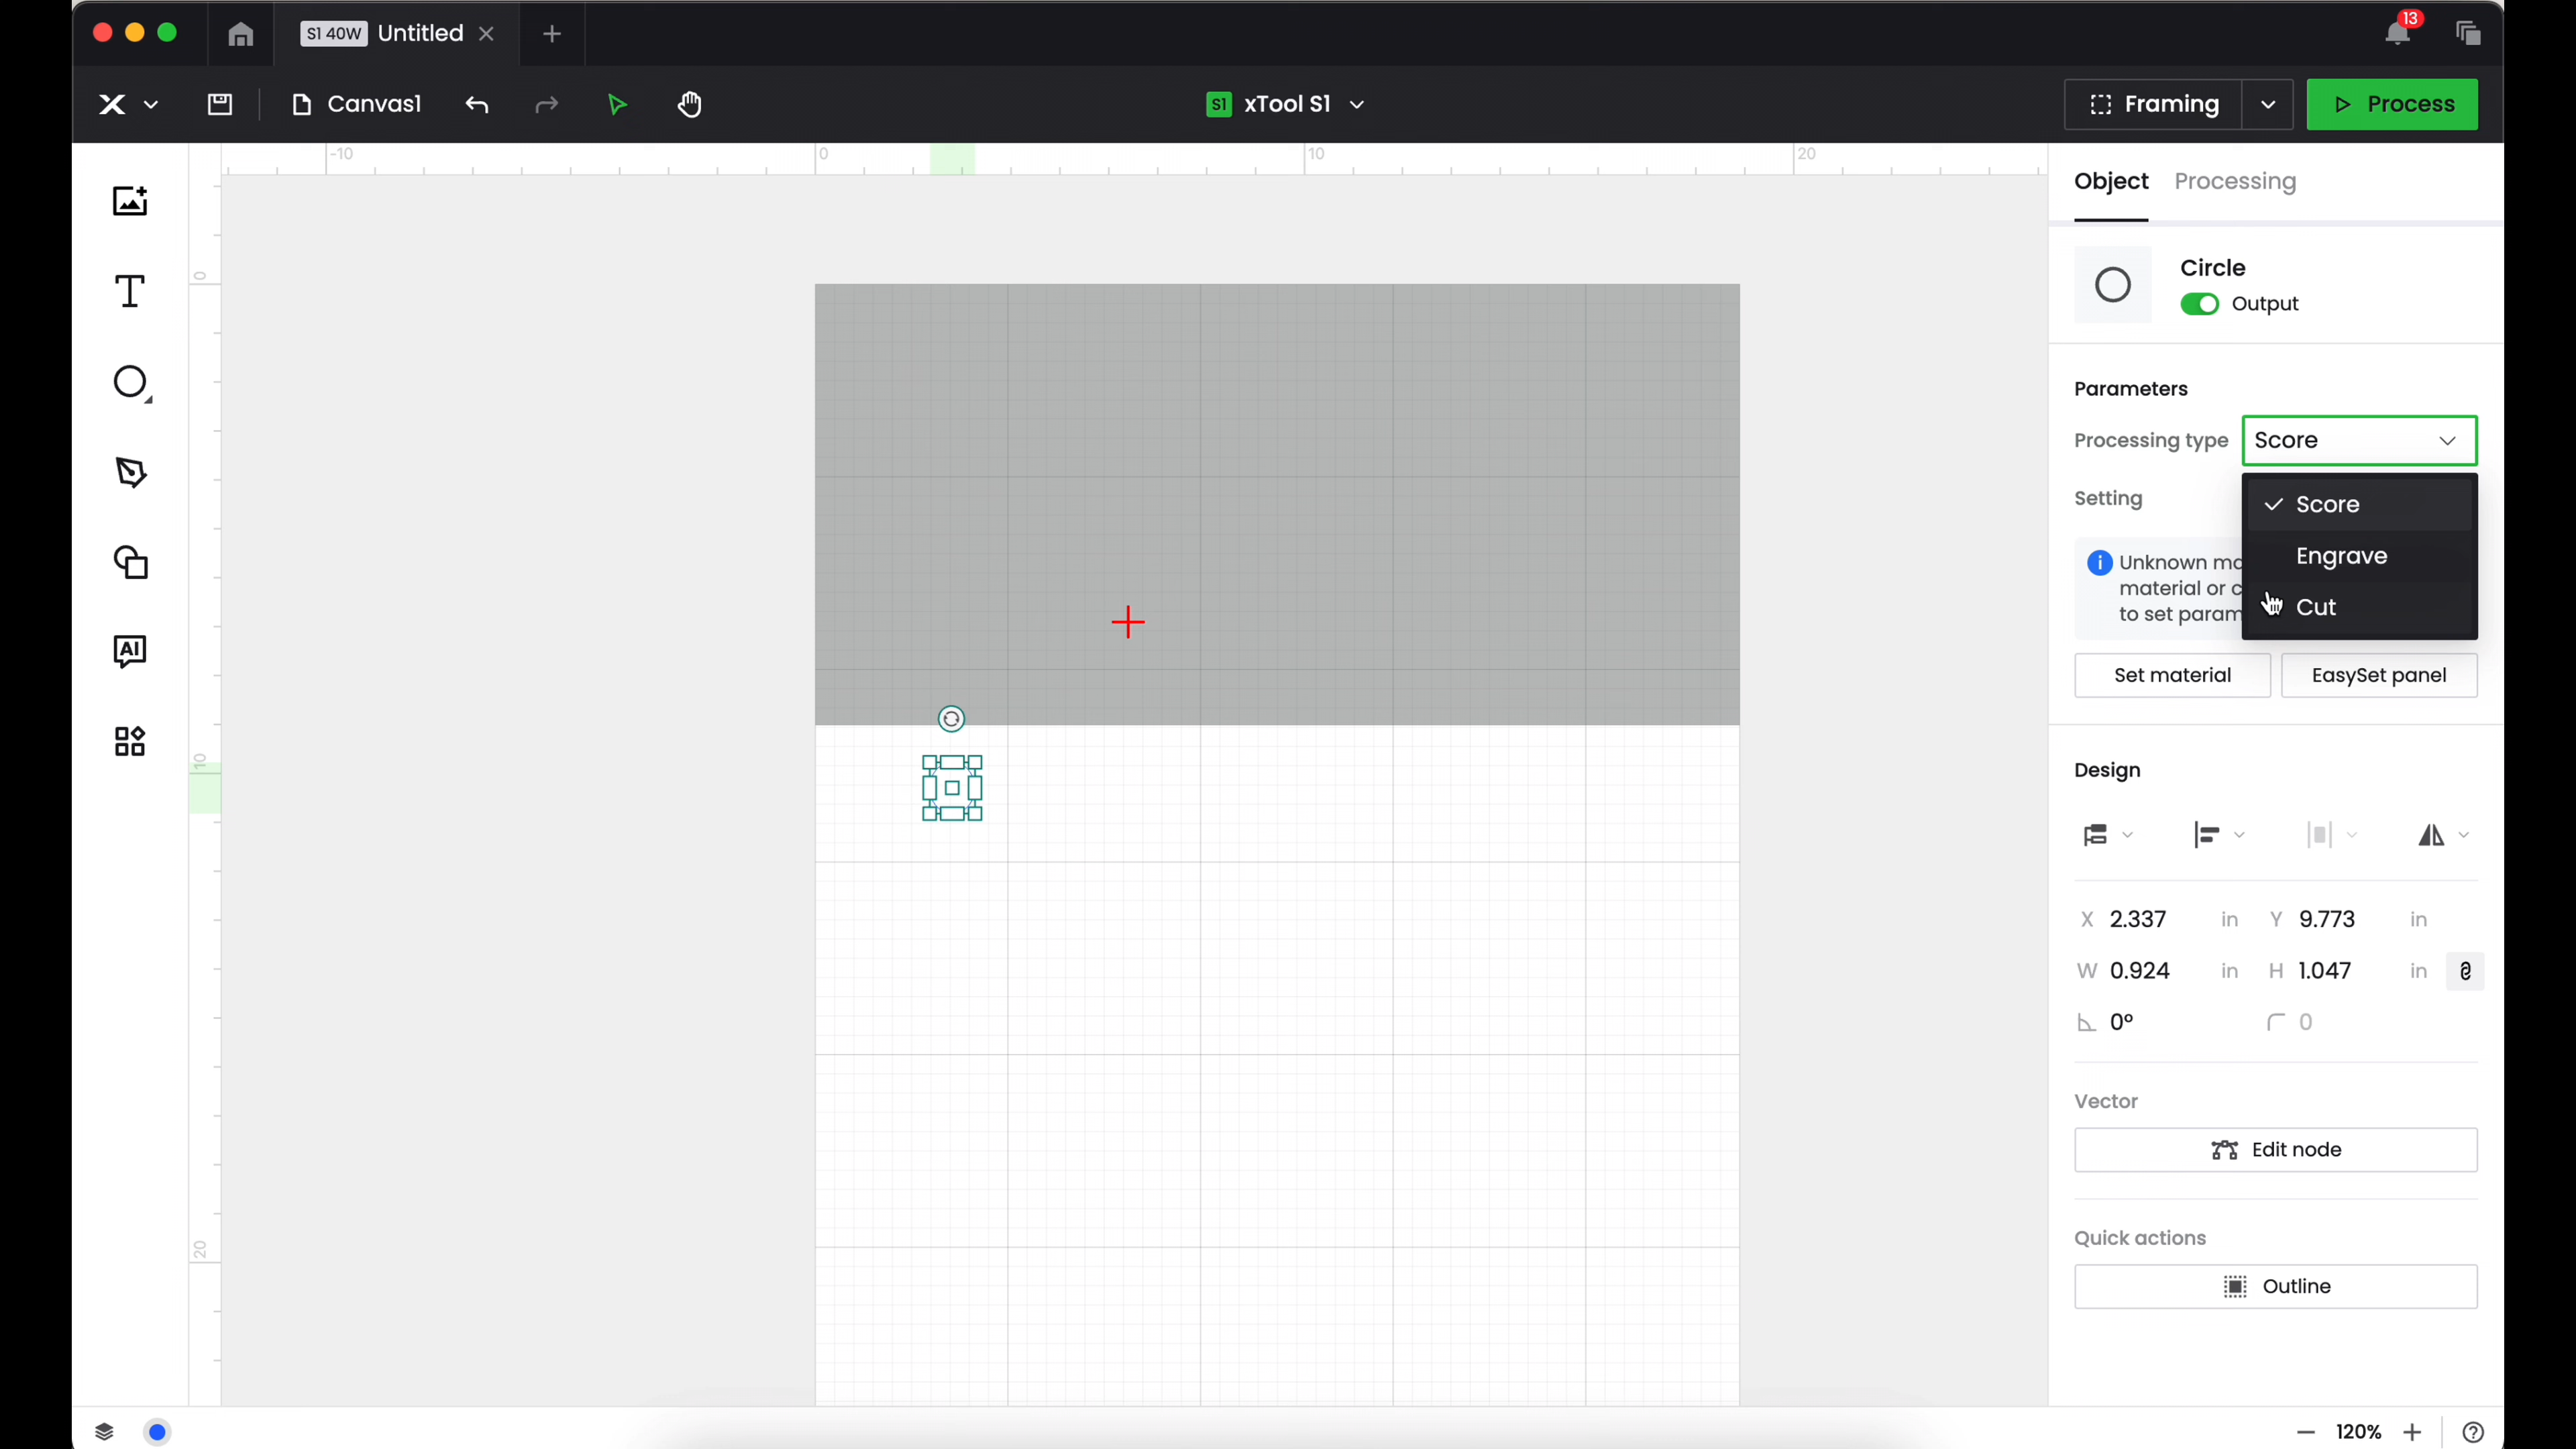 S1 40W Untitled
13
Canvas1
S1 xTool S1
Framing
Process
-10 0 10 20
0
10
20
T
AI
Object Processing
Circle
Output
Parameters
Processing type Score
Score
Engrave
Cut
Setting
Unknown
material or
to set
Set material EasySet panel
Design
X 2.337 in Y 9.773 in
W 0.924 in H 1.047 in
0° 0
Vector
Edit node
Quick actions
Outline
120%